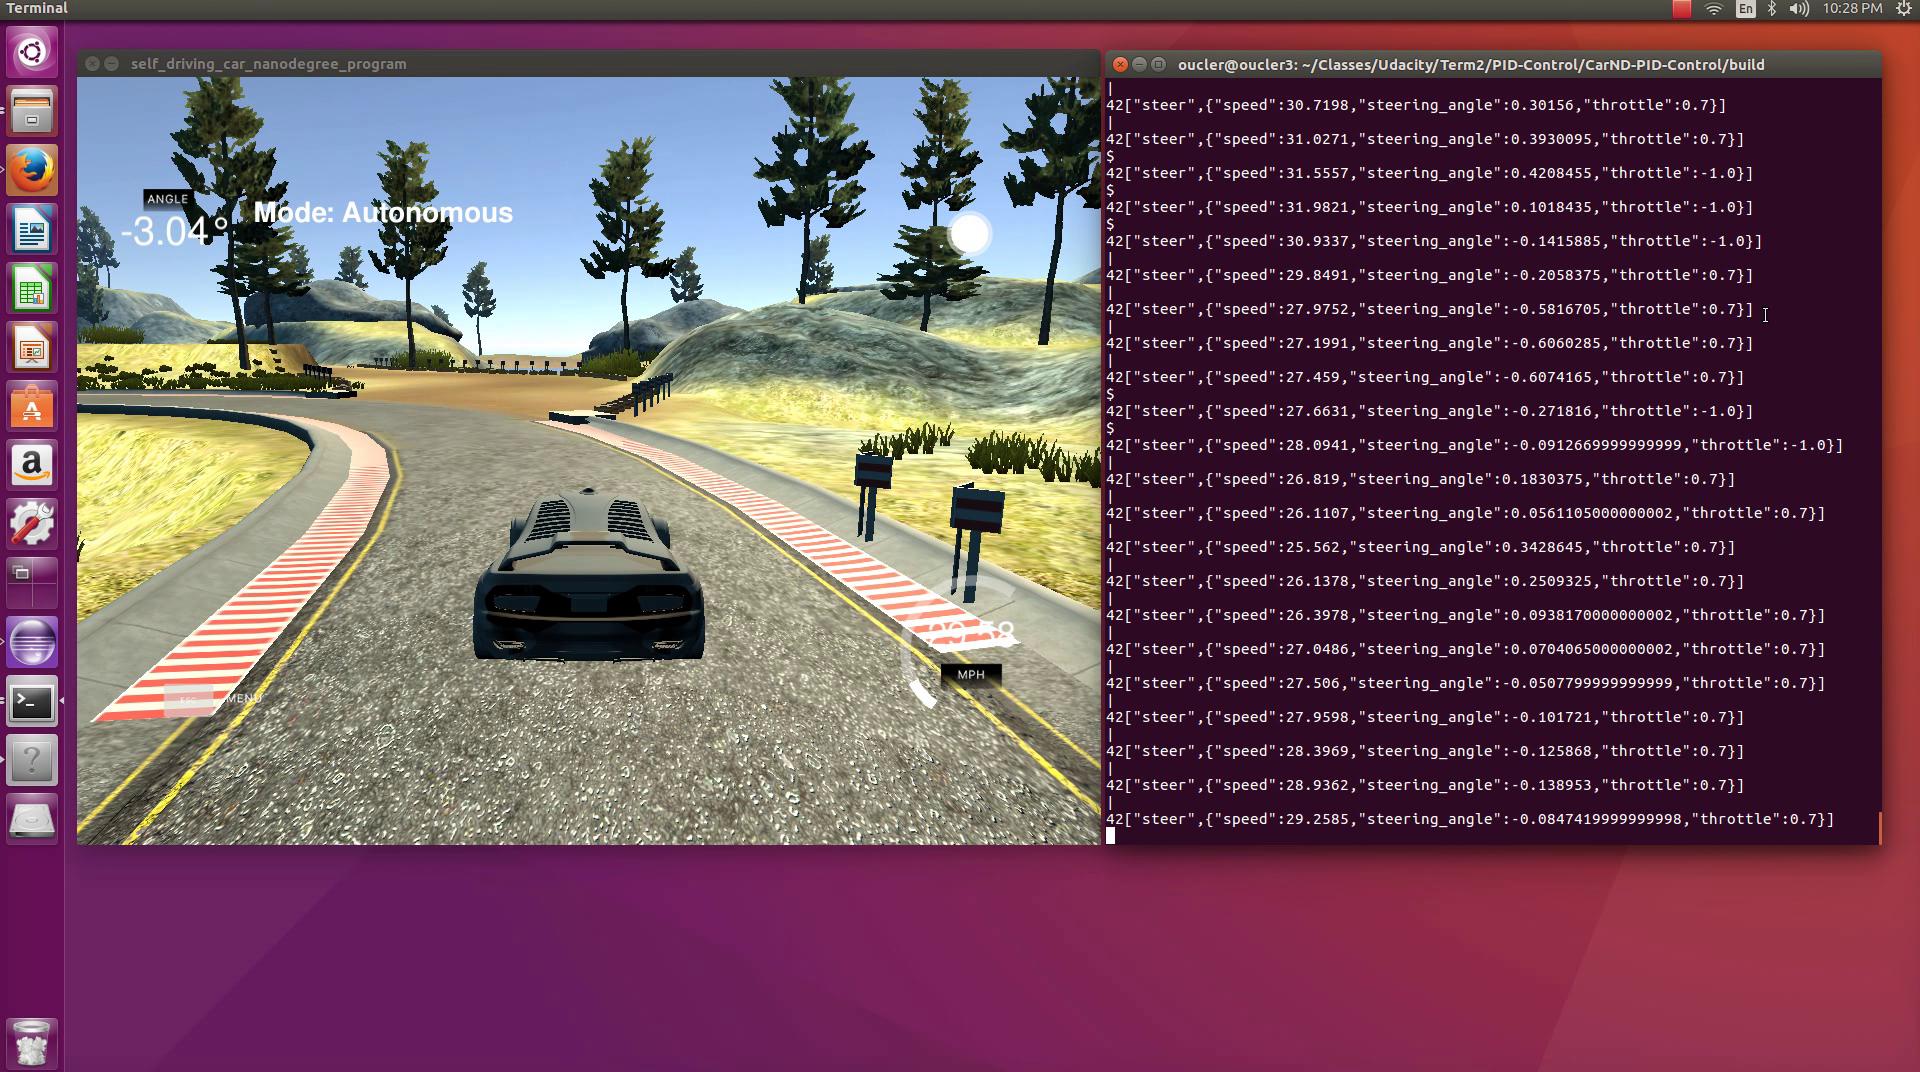 Terminal
En
10:28 PM
self_driving_car_nanodegree_program
ANGLE
-3.04°
Mode: Autonomous
29.58
MPH
ESC
MENU
a
oucler@oucler3: ~/Classes/Udacity/Term2/PID-Control/CarND-PID-Control/build
|
42["steer",{"speed":30.7198,"steering_angle":0.30156,"throttle":0.7}]
|
42["steer",{"speed":31.0271,"steering_angle":0.3930095,"throttle":0.7}]
$
42["steer",{"speed":31.5557,"steering_angle":0.4208455,"throttle":-1.0}]
$
42["steer",{"speed":31.9821,"steering_angle":0.1018435,"throttle":-1.0}]
$
42["steer",{"speed":30.9337,"steering_angle":-0.1415885,"throttle":-1.0}]
|
42["steer",{"speed":29.8491,"steering_angle":-0.2058375,"throttle":0.7}]
|
42["steer",{"speed":27.9752,"steering_angle":-0.5816705,"throttle":0.7}]
|
42["steer",{"speed":27.1991,"steering_angle":-0.6060285,"throttle":0.7}]
|
42["steer",{"speed":27.459,"steering_angle":-0.6074165,"throttle":0.7}]
$
42["steer",{"speed":27.6631,"steering_angle":-0.271816,"throttle":-1.0}]
$
42["steer",{"speed":28.0941,"steering_angle":-0.0912669999999999,"throttle":-1.0}]
|
42["steer",{"speed":26.819,"steering_angle":0.1830375,"throttle":0.7}]
|
42["steer",{"speed":26.1107,"steering_angle":0.0561105000000002,"throttle":0.7}]
|
42["steer",{"speed":25.562,"steering_angle":0.3428645,"throttle":0.7}]
|
42["steer",{"speed":26.1378,"steering_angle":0.2509325,"throttle":0.7}]
|
42["steer",{"speed":26.3978,"steering_angle":0.0938170000000002,"throttle":0.7}]
|
42["steer",{"speed":27.0486,"steering_angle":0.0704065000000002,"throttle":0.7}]
|
42["steer",{"speed":27.506,"steering_angle":-0.0507799999999999,"throttle":0.7}]
|
42["steer",{"speed":27.9598,"steering_angle":-0.101721,"throttle":0.7}]
|
42["steer",{"speed":28.3969,"steering_angle":-0.125868,"throttle":0.7}]
|
42["steer",{"speed":28.9362,"steering_angle":-0.138953,"throttle":0.7}]
|
42["steer",{"speed":29.2585,"steering_angle":-0.0847419999999998,"throttle":0.7}]